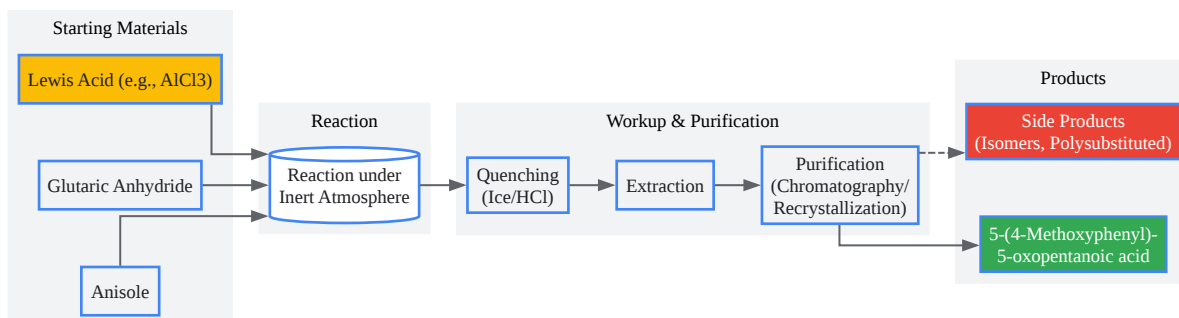 Starting Materials
Lewis Acid (e.g., AlCl3)
Glutaric Anhydride
Anisole
Reaction
Reaction under
Inert Atmosphere
Workup & Purification
Quenching
(Ice/HCl)
Extraction
Purification
(Chromatography/
Recrystallization)
Products
Side Products
(Isomers, Polysubstituted)
5-(4-Methoxyphenyl)-
5-oxopentanoic acid